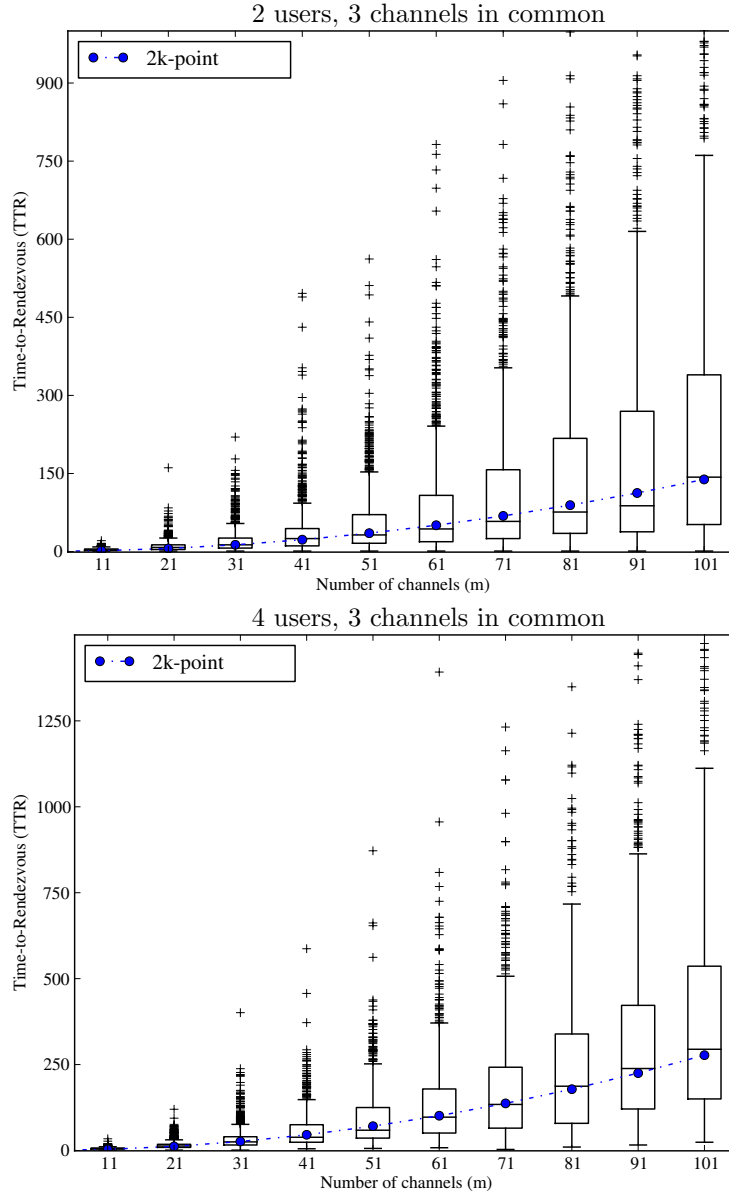 2 users, 3 channels in common
2k-point
900
750
600
450
300
150
0
Time-to-Rendezvous (TTR)
11 21 31 41 51 61 71 81 91 101
Number of channels (m)
4 users, 3 channels in common
2k-point
1250
1000
750
500
250
0
Time-to-Rendezvous (TTR)
11 21 31 41 51 61 71 81 91 101
Number of channels (m)